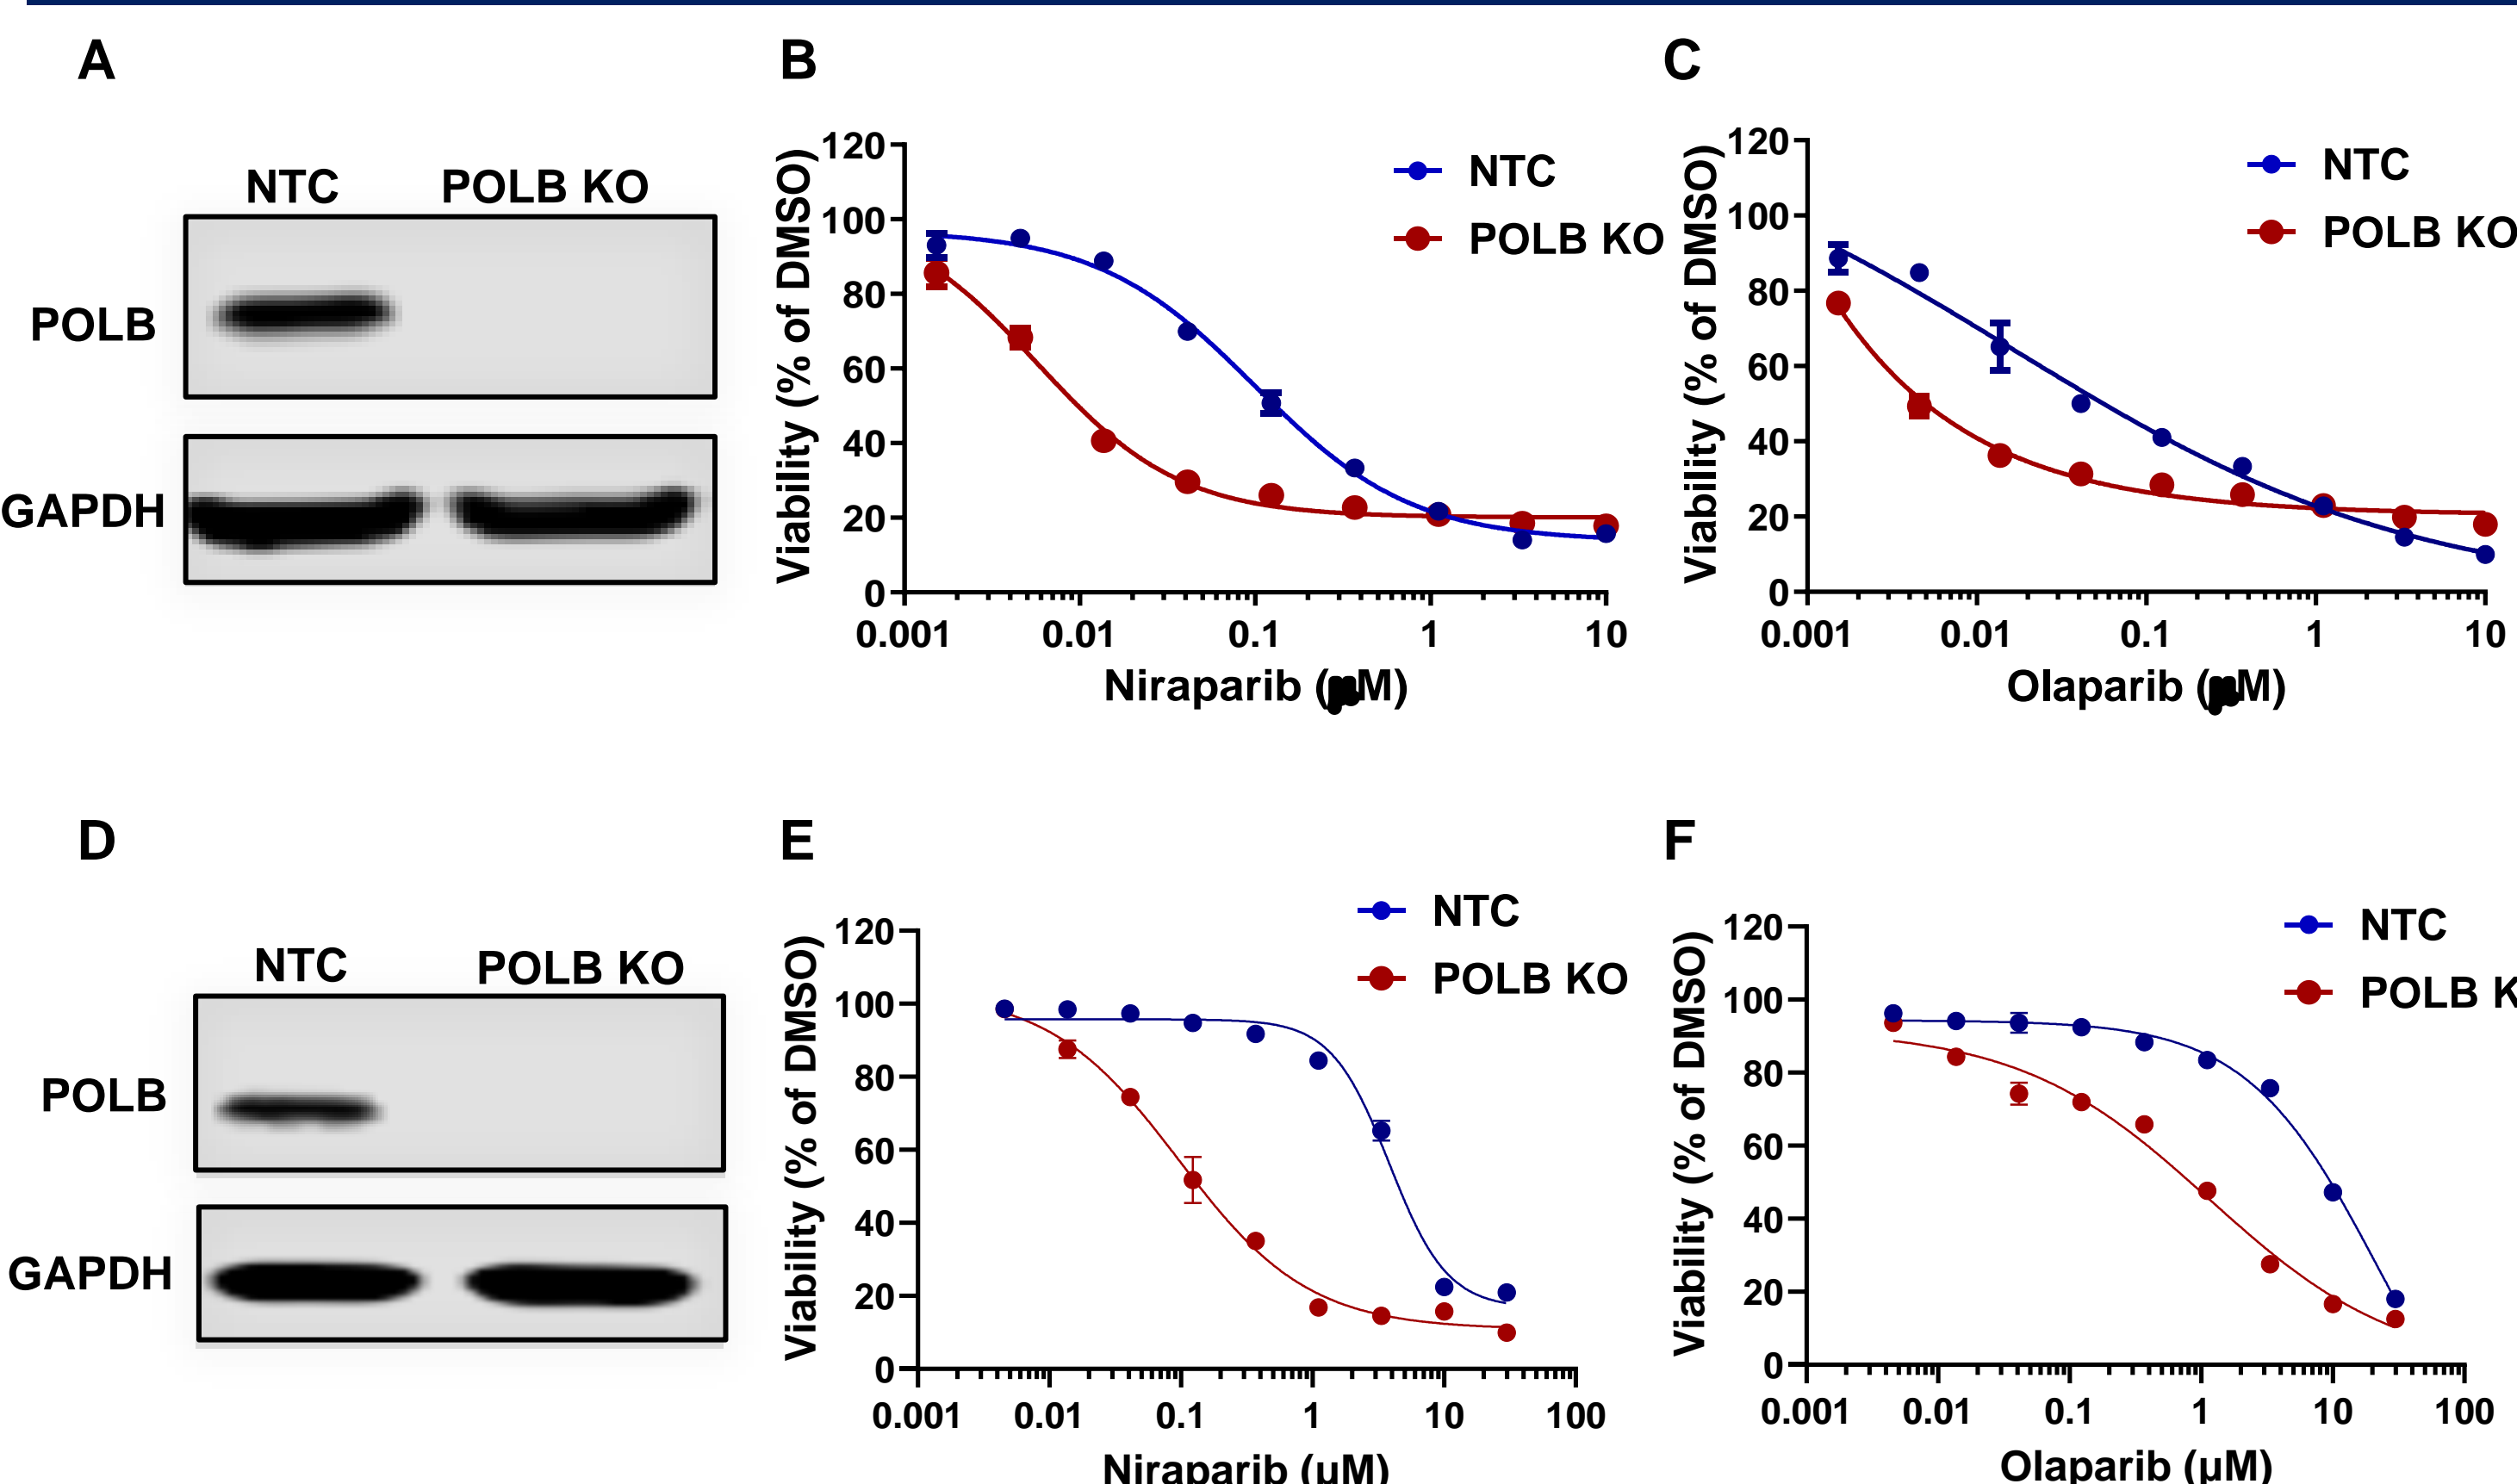 A
NTC POLB KO
POLB
GAPDH
B
Viability (% of DMSO)
120
100
80
60
40
20
0
0.001 0.01 0.1 1 10
Niraparib (µM)
NTC
POLB KO
C
Viability (% of DMSO)
120
100
80
60
40
20
0
0.001 0.01 0.1 1 10
Olaparib (µM)
NTC
POLB KO
D
NTC POLB KO
POLB
GAPDH
E
Viability (% of DMSO)
120
100
80
60
40
20
0
0.001 0.01 0.1 1 10 100
Niraparib (µM)
NTC
POLB KO
F
Viability (% of DMSO)
120
100
80
60
40
20
0
0.001 0.01 0.1 1 10 100
Olaparib (µM)
NTC
POLB K